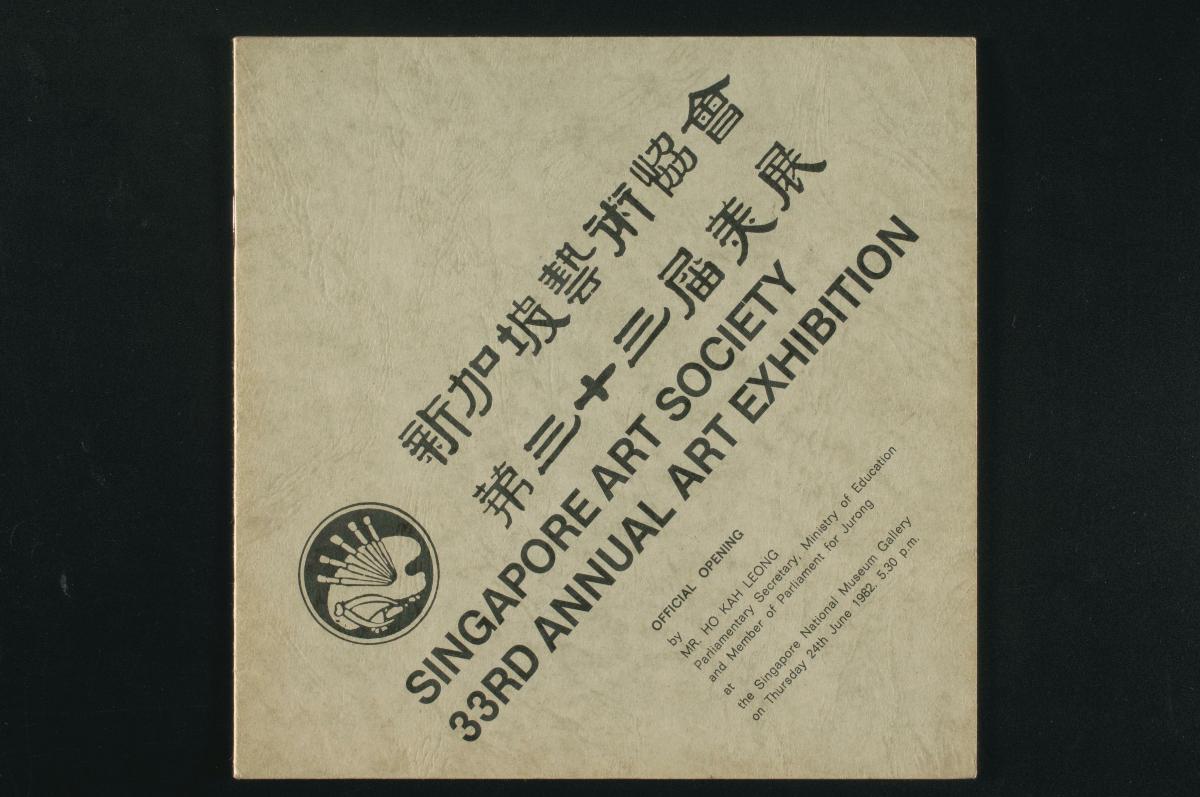 新加坡藝術協會
第三十三届美展
SINGAPORE ART SOCIETY
33RD ANNUAL ART EXHIBITION
OFFICIAL OPENING
by
MR. HO KAH LEONG
Parliamentary Secretary, Ministry of Education
and Member of Parliament for Jurong
at
the Singapore National Museum Gallery
on Thursday 24th June 1982. 5.30 p.m.